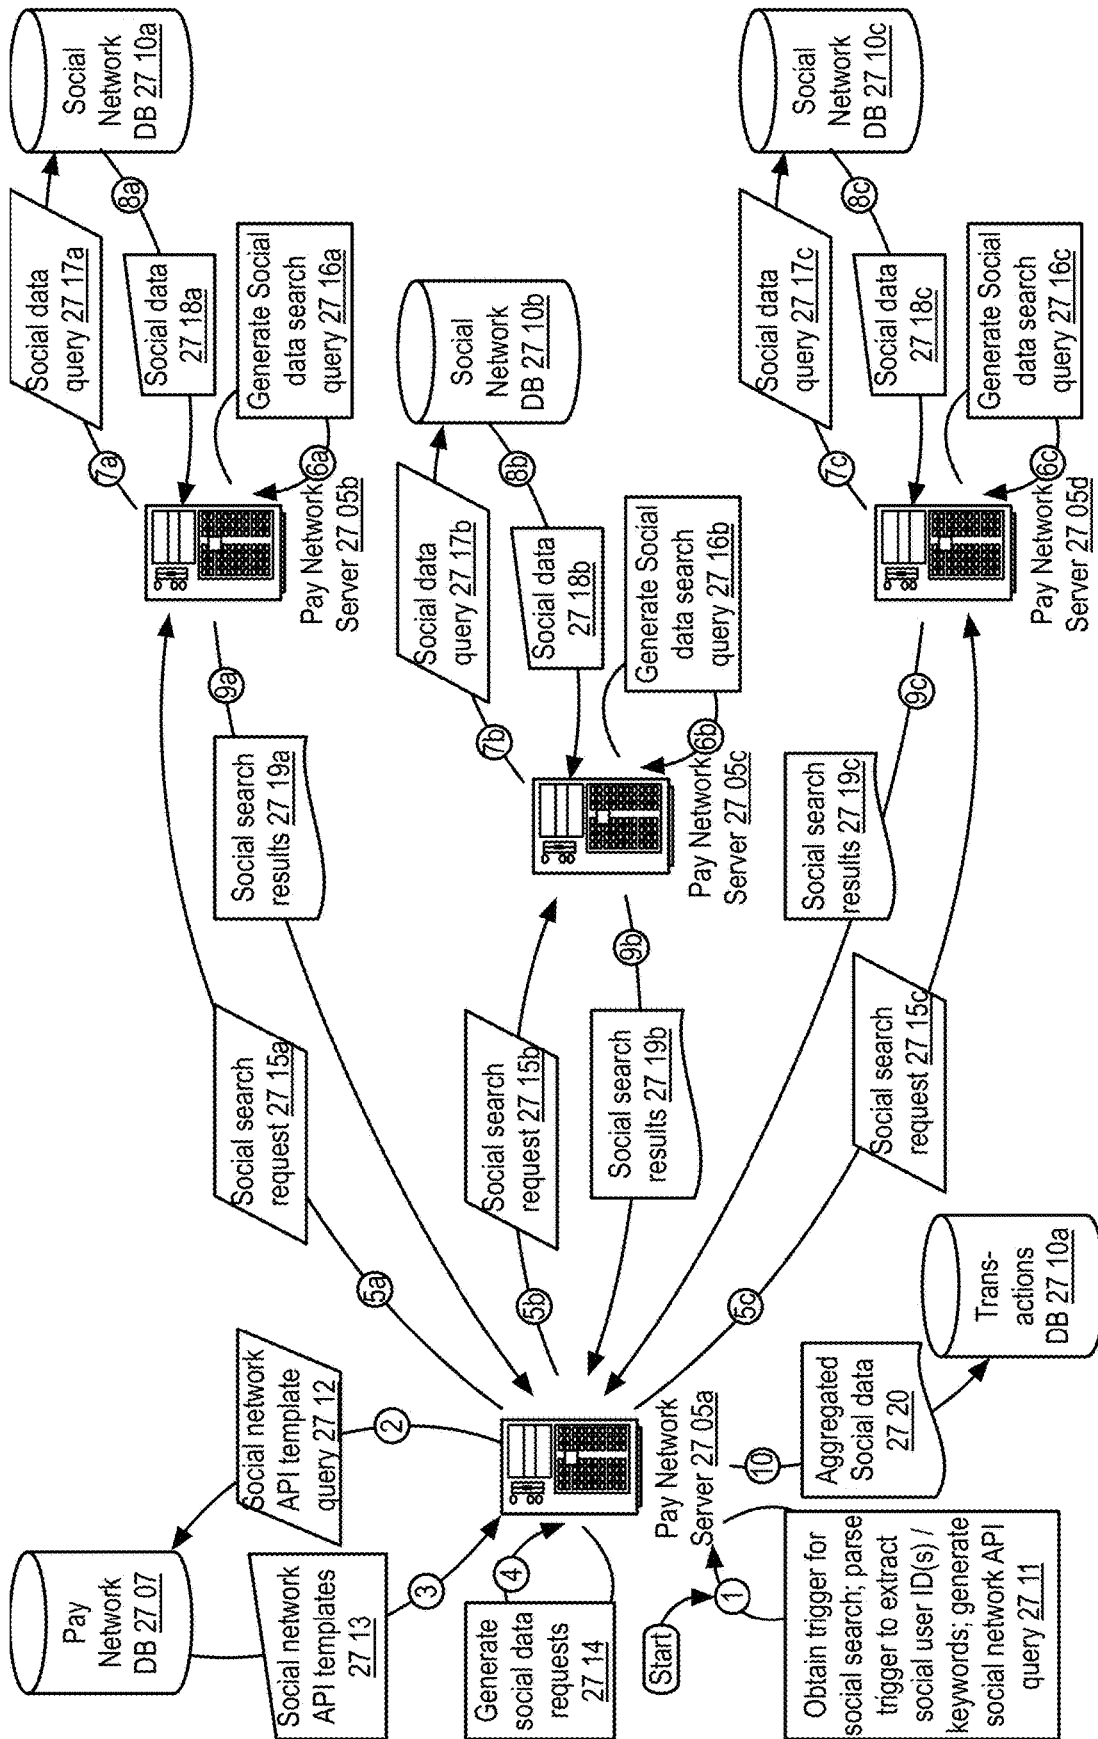 Pay
Network
DB 27 07
Social network
API template
query 27 12
2
Social network
API templates
27 13
3
Generate
social data
requests
27 14
4
Start
1
Obtain trigger for
social search; parse
trigger to extract
social user ID(s) /
keywords; generate
social network API
query 27 11
Pay Network
Server 27 05a
10
Aggregated
Social data
27 20
Trans-
actions
DB 27 10a
5a
Social search
request 27 15a
5b
Social search
request 27 15b
5c
Social search
request 27 15c
Social search
results 27 19a
9a
Social search
results 27 19b
9b
Social search
results 27 19c
9c
Pay Network
Server 27 05b
6a
Generate Social
data search
query 27 16a
7a
Social data
query 27 17a
Social data
27 18a
8a
Social
Network
DB 27 10a
Pay Network
Server 27 05c
6b
Generate Social
data search
query 27 16b
7b
Social data
query 27 17b
Social data
27 18b
8b
Social
Network
DB 27 10b
Pay Network
Server 27 05d
6c
Generate Social
data search
query 27 16c
7c
Social data
query 27 17c
Social data
27 18c
8c
Social
Network
DB 27 10c